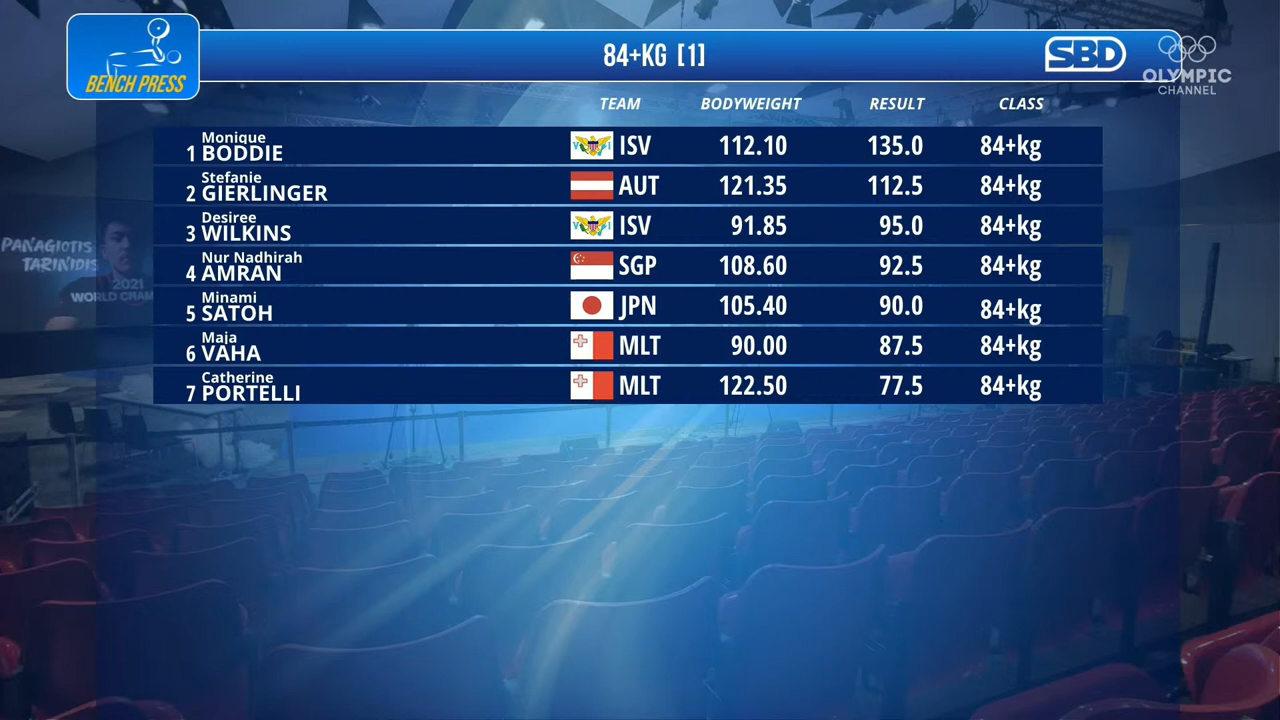 BENCH PRESS
84+KG [1]
SBD
OLYMPIC
CHANNEL
TEAM BODYWEIGHT RESULT CLASS
Monique
1 BODDIE ISV 112.10 135.0 84+kg
Stefanie
2 GIERLINGER AUT 121.35 112.5 84+kg
Desiree
3 WILKINS ISV 91.85 95.0 84+kg
Nur Nadhirah
4 AMRAN SGP 108.60 92.5 84+kg
Minami
5 SATOH JPN 105.40 90.0 84+kg
Maja
6 VAHA MLT 90.00 87.5 84+kg
Catherine
7 PORTELLI MLT 122.50 77.5 84+kg
PANAGIOTIS
TARINIDIS
2021
WORLD CHAM